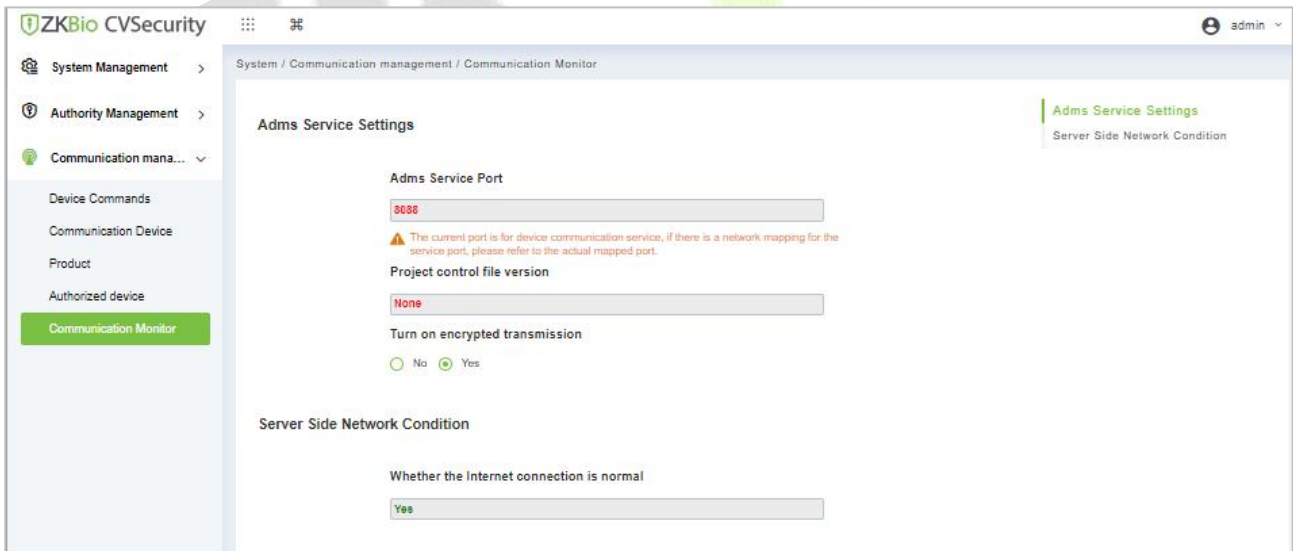 ZKBio CVSecurity
admin
System Management
System / Communication management / Communication Monitor
Authority Management
Adms Service Settings
Adms Service Settings
Server Side Network Condition
Communication mana...
Adms Service Port
Device Commands
8088
Communication Device
The current port is for device communication service, if there is a network mapping for the
service port, please refer to the actual mapped port.
Product
Project control file version
Authorized device
None
Communication Monitor
Turn on encrypted transmission
No Yes
Server Side Network Condition
Whether the Internet connection is normal
Yes